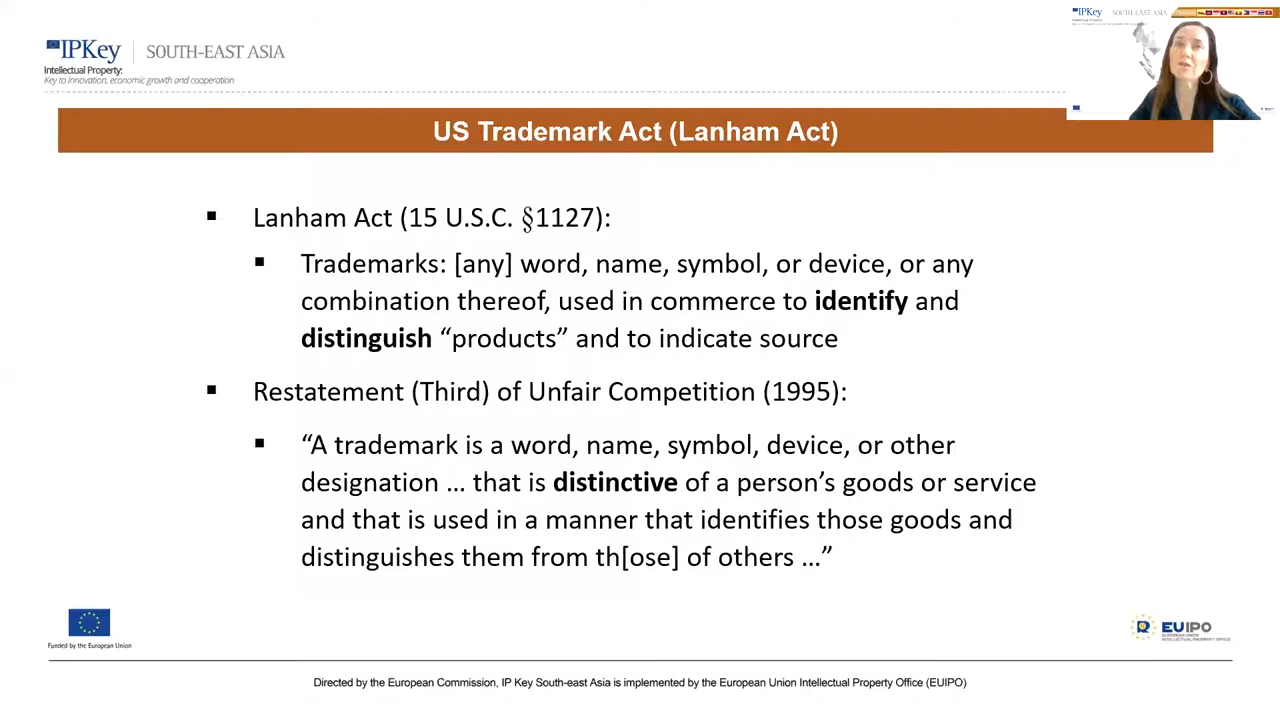 IPKey SOUTH-EAST ASIA
Intellectual Property:
Key to innovation, economic growth and cooperation
IPKey SOUTH-EAST ASIA
US Trademark Act (Lanham Act)
▪ Lanham Act (15 U.S.C. §1127):
▪ Trademarks: [any] word, name, symbol, or device, or any
combination thereof, used in commerce to identify and
distinguish “products” and to indicate source
▪ Restatement (Third) of Unfair Competition (1995):
▪ “A trademark is a word, name, symbol, device, or other
designation … that is distinctive of a person’s goods or service
and that is used in a manner that identifies those goods and
distinguishes them from th[ose] of others …”
Funded by the European Union
EUIPO
EUROPEAN UNION
INTELLECTUAL PROPERTY OFFICE
Directed by the European Commission, IP Key South-east Asia is implemented by the European Union Intellectual Property Office (EUIPO)